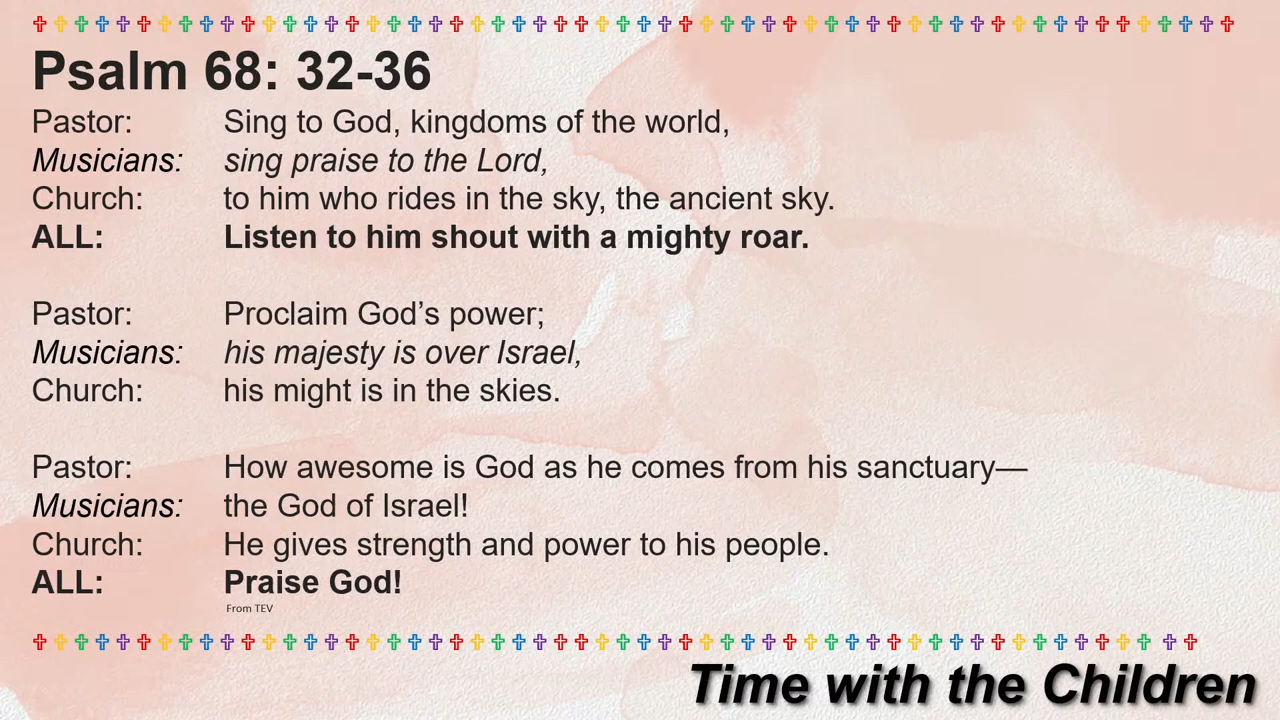 Psalm 68: 32-36
Pastor: Sing to God, kingdoms of the world,
Musicians: sing praise to the Lord,
Church: to him who rides in the sky, the ancient sky.
ALL: Listen to him shout with a mighty roar.
Pastor: Proclaim God’s power;
Musicians: his majesty is over Israel,
Church: his might is in the skies.
Pastor: How awesome is God as he comes from his sanctuary—
Musicians: the God of Israel!
Church: He gives strength and power to his people.
ALL: Praise God!
From TEV
Time with the Children